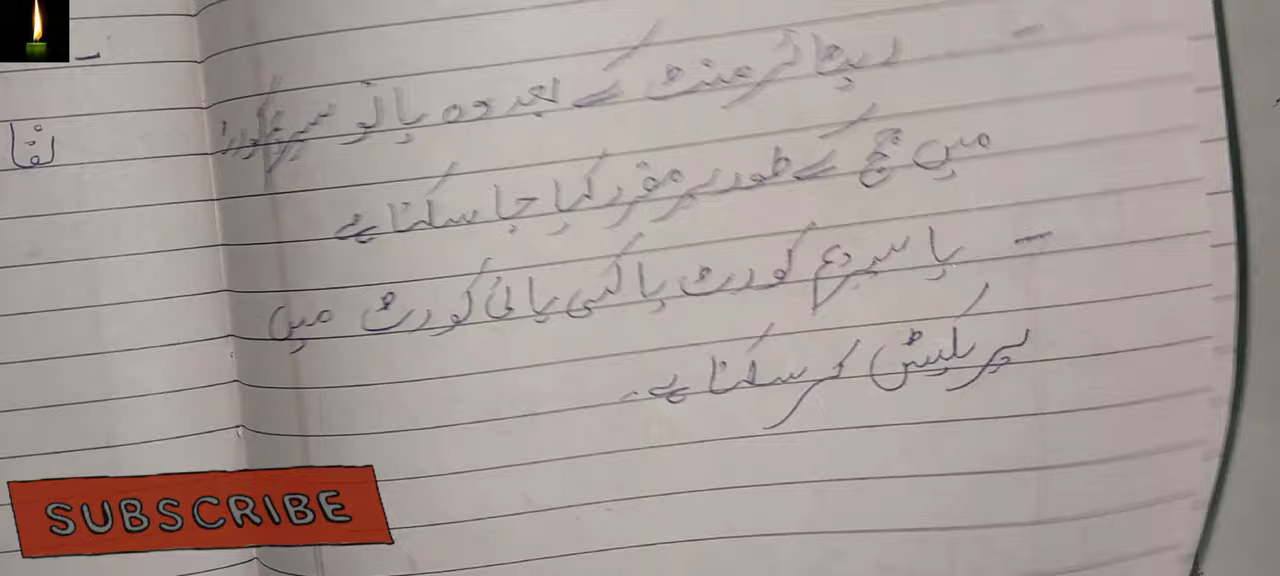 ریٹائرمنٹ کے بعد وہ یا تو سپریم کورٹ
میں جج کے طور پر مقرر کیا جا سکتا ہے
- یا سپریم کورٹ یا کسی ہائی کورٹ میں
پریکٹس کر سکتا ہے۔
لقا
SUBSCRIBE